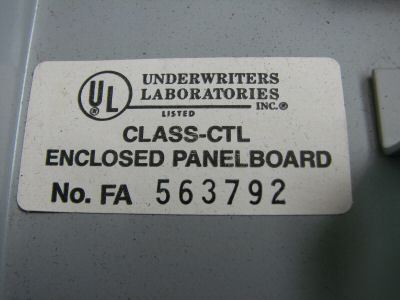 UL
UNDERWRITERS
LABORATORIES
INC.®
LISTED
CLASS-CTL
ENCLOSED PANELBOARD
No. FA 563792